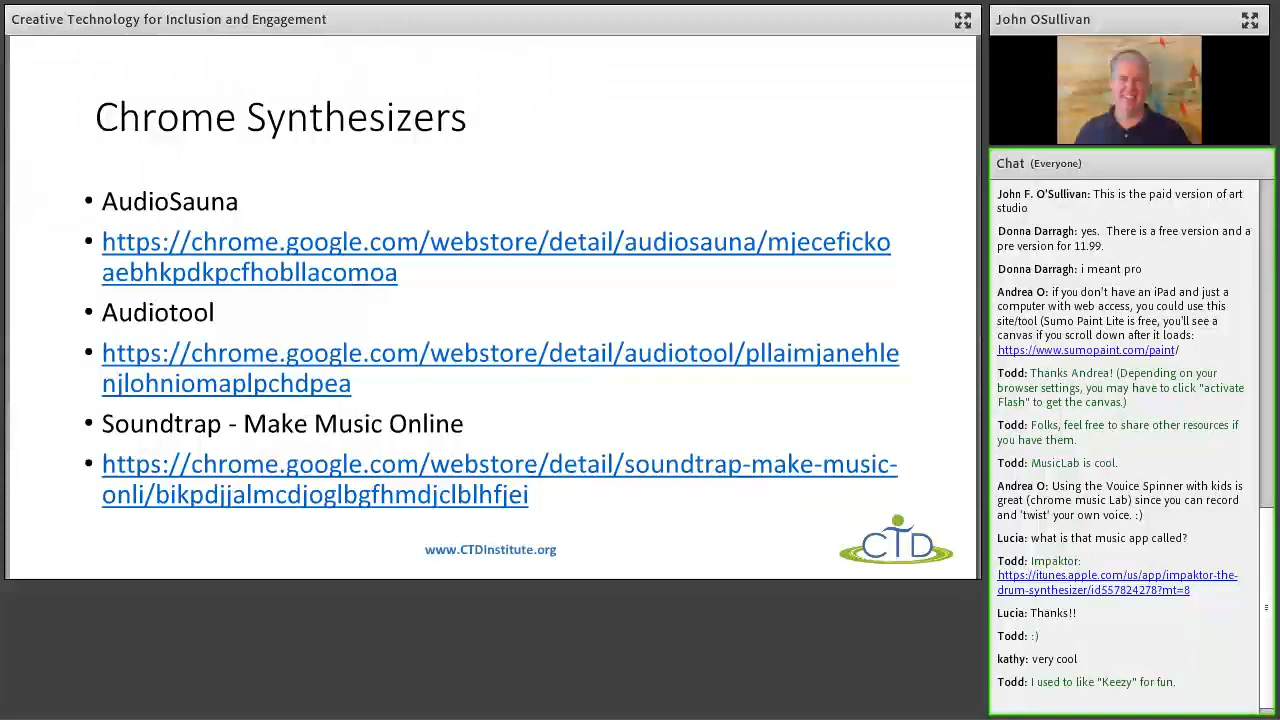 Creative Technology for Inclusion and Engagement
Chrome Synthesizers
• AudioSauna
• https://chrome.google.com/webstore/detail/audiosauna/mjeceficko
aebhkpdkpcfhobllacomoa
• Audiotool
• https://chrome.google.com/webstore/detail/audiotool/pllaimjanehle
njlohniomaplpchdpea
• Soundtrap - Make Music Online
• https://chrome.google.com/webstore/detail/soundtrap-make-music-
onli/bikpdjjalmcdjoglbgfhmdjclblhfjei
www.CTDinstitute.org
CTD
John OSullivan
Chat (Everyone)
John F. O'Sullivan: This is the paid version of art
studio
Donna Darragh: yes. There is a free version and a
pre version for 11.99.
Donna Darragh: i meant pro
Andrea O: if you don't have an iPad and just a
computer with web access, you could use this
site/tool (Sumo Paint Lite is free, you'll see a
canvas if you scroll down after it loads:
https://www.sumopaint.com/paint/
Todd: Thanks Andrea! (Depending on your
browser settings, you may have to click "activate
Flash" to get the canvas.)
Todd: Folks, feel free to share other resources if
you have them.
Todd: MusicLab is cool.
Andrea O: Using the Vouice Spinner with kids is
great (chrome music Lab) since you can record
and 'twist' your own voice. :)
Lucia: what is that music app called?
Todd: Impaktor:
https://itunes.apple.com/us/app/impaktor-the-
drum-synthesizer/id557824278?mt=8
Lucia: Thanks!!
Todd: :)
kathy: very cool
Todd: I used to like "Keezy" for fun.